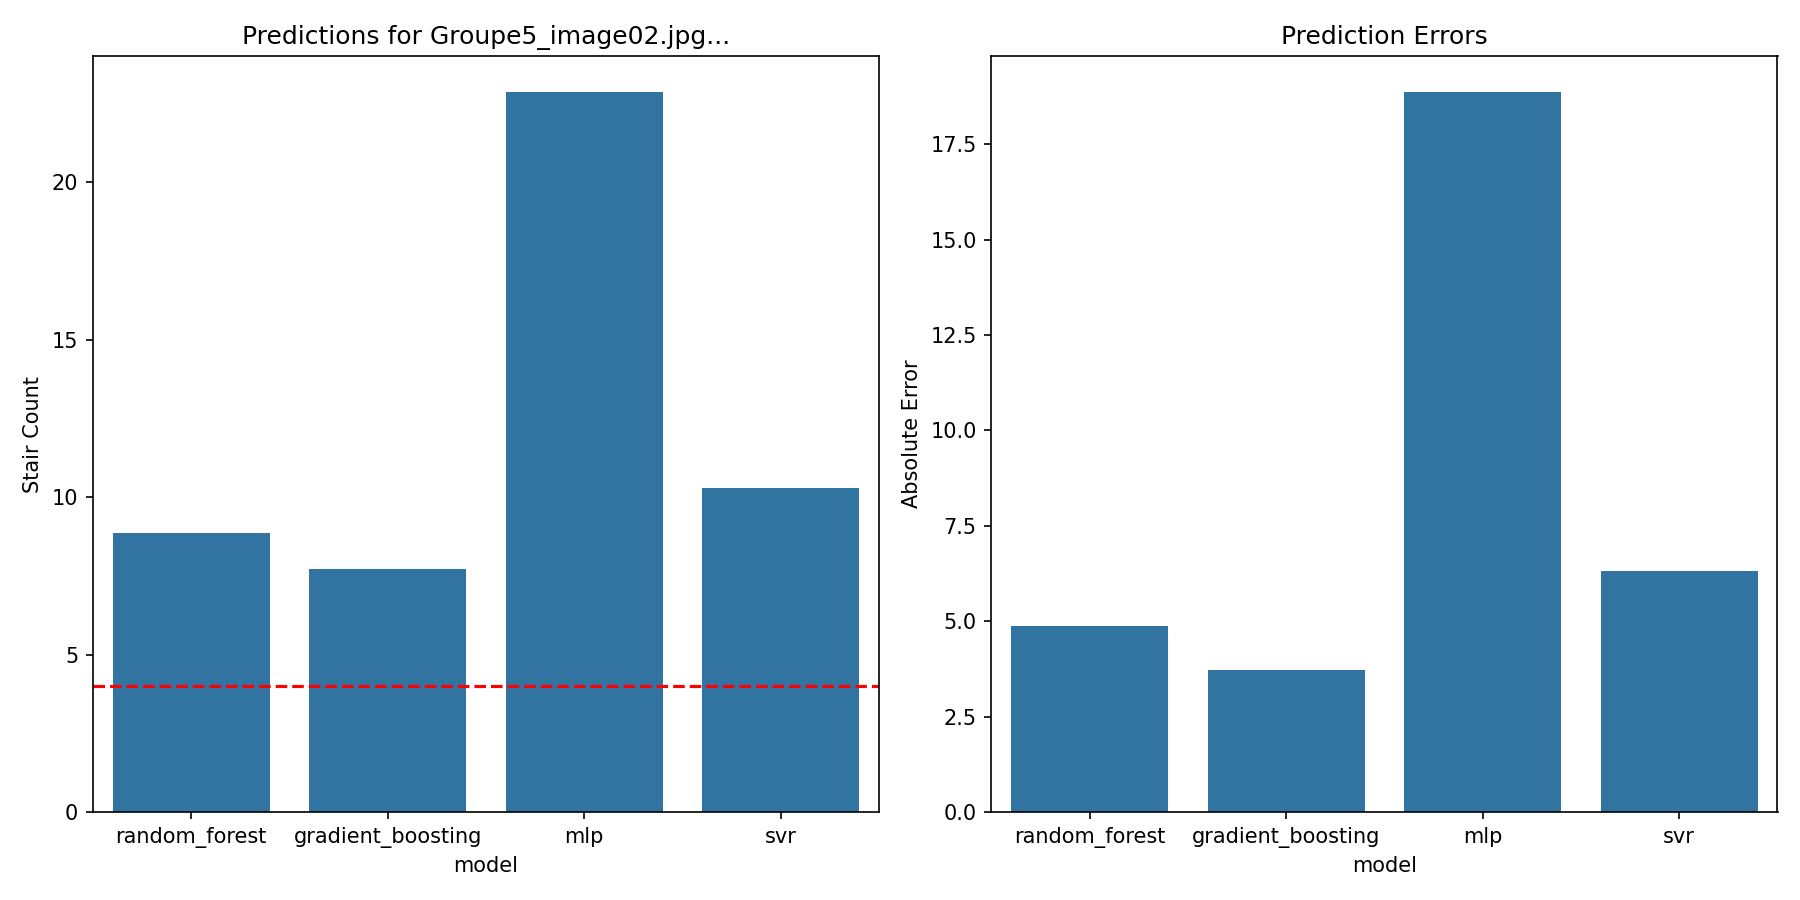 Predictions for Groupe5_image02.jpg...
Stair Count
20
15
10
5
0
random_forest gradient_boosting mlp svr
model
Prediction Errors
Absolute Error
17.5
15.0
12.5
10.0
7.5
5.0
2.5
0.0
random_forest gradient_boosting mlp svr
model